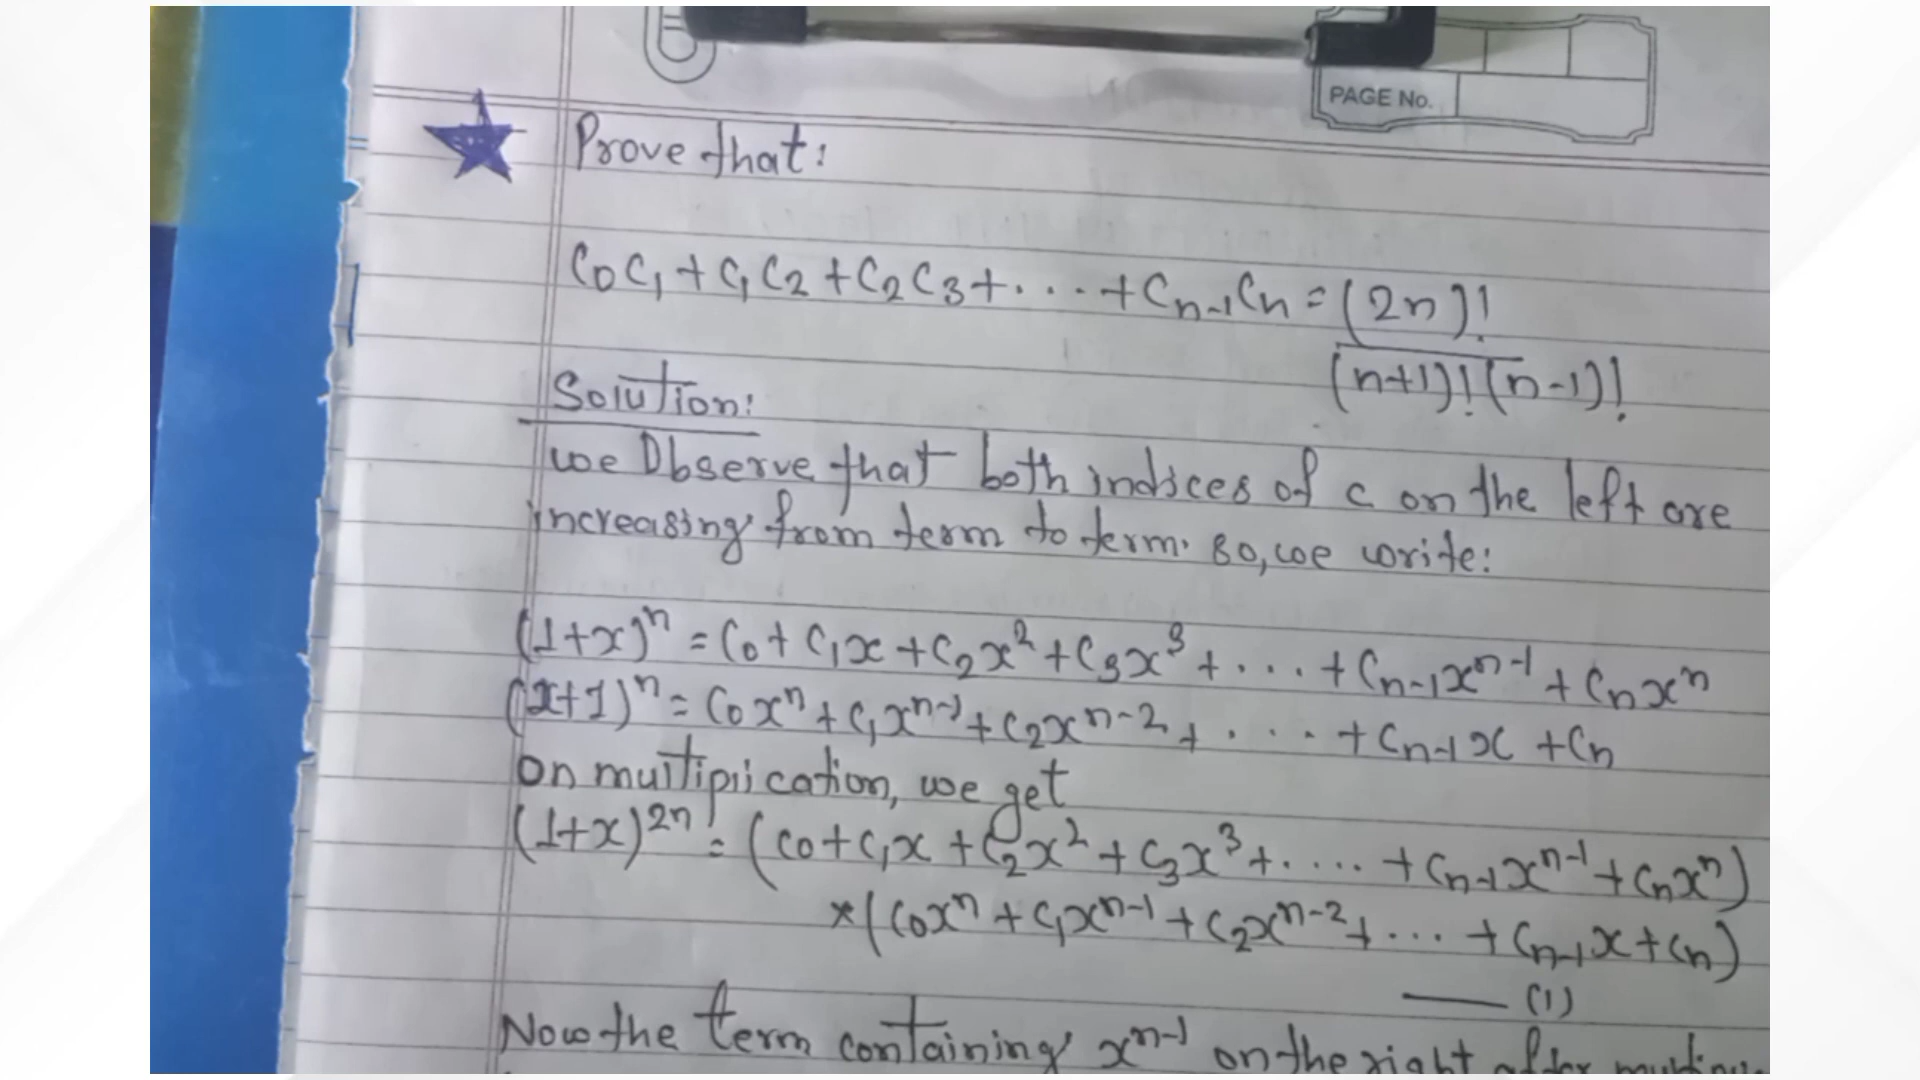 PAGE No.
Prove that:
C₀C₁ + C₁C₂ + C₂C₃ + .... + Cₙ₋₁Cₙ = (2n)!
(n+1)!(n-1)!
Solution:
we Observe that both indices of c on the left are
increasing from term to term. so, we write:
(1+x)ⁿ = C₀ + C₁x + C₂x² + C₃x³ + .... + Cₙ₋₁xⁿ⁻¹ + Cₙxⁿ
(x+1)ⁿ = C₀xⁿ + C₁xⁿ⁻¹ + C₂xⁿ⁻² + .... + Cₙ₋₁x + Cₙ
on multiplication, we get
(1+x)²ⁿ = (C₀ + C₁x + C₂x² + C₃x³ + ..... + Cₙ₋₁xⁿ⁻¹ + Cₙxⁿ)
*(C₀xⁿ + C₁xⁿ⁻¹ + C₂xⁿ⁻² + .... + Cₙ₋₁x + Cₙ)
—— (1)
Now the term containing xⁿ⁻¹ on the right after